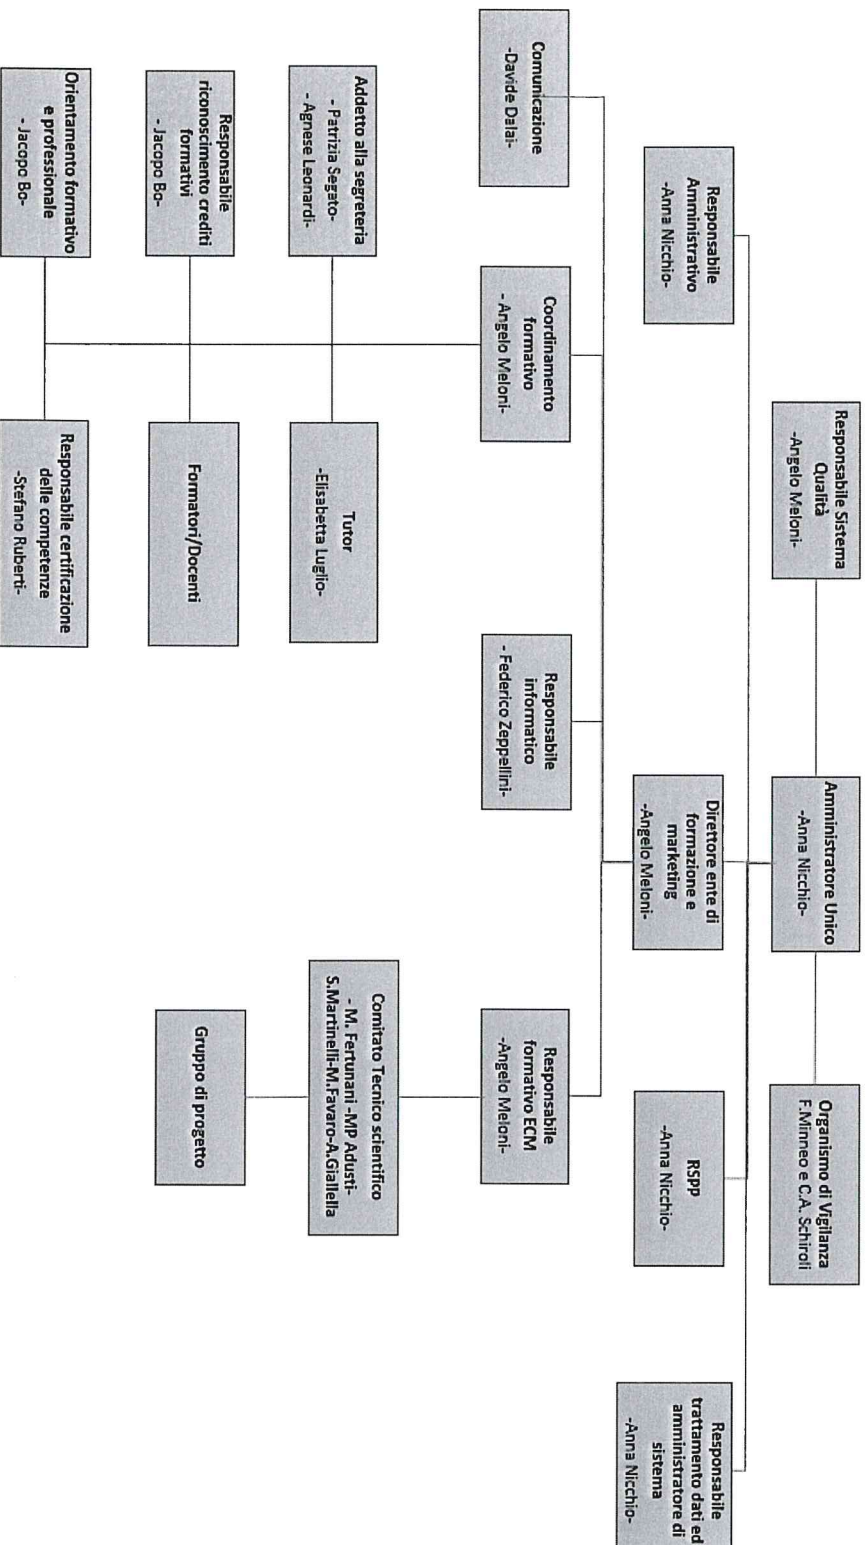 Responsabile Sistema
Qualità
-Angelo Meloni-
Amministratore Unico
-Anna Nicchio-
Organismo di Vigilanza
F.Minneo e C.A. Schiroli
Responsabile
Amministrativo
-Anna Nicchio-
Direttore ente di
formazione e
marketing
-Angelo Meloni-
RSPP
-Anna Nicchio-
Responsabile
trattamento dati ed
amministratore di
sistema
-Anna Nicchio-
Comunicazione
-Davide Dalai-
Coordinamento
formativo
- Angelo Meloni-
Responsabile
informatico
- Federico Zeppellini-
Responsabile
formativo ECM
-Angelo Meloni-
Addetto alla segreteria
- Patrizia Segato-
- Agnese Leonardi-
Tutor
-Elisabetta Luglio-
Comitato Tecnico scientifico
- M. Fertunani -MP Adusti-
S.Martinelli-M.Favaro-A.Giallella
Responsabile
riconoscimento crediti
formativi
- Jacopo Bo-
Formatori/Docenti
Gruppo di progetto
Orientamento formativo
e professionale
- Jacopo Bo-
Responsabile certificazione
delle competenze
-Stefano Ruberti-